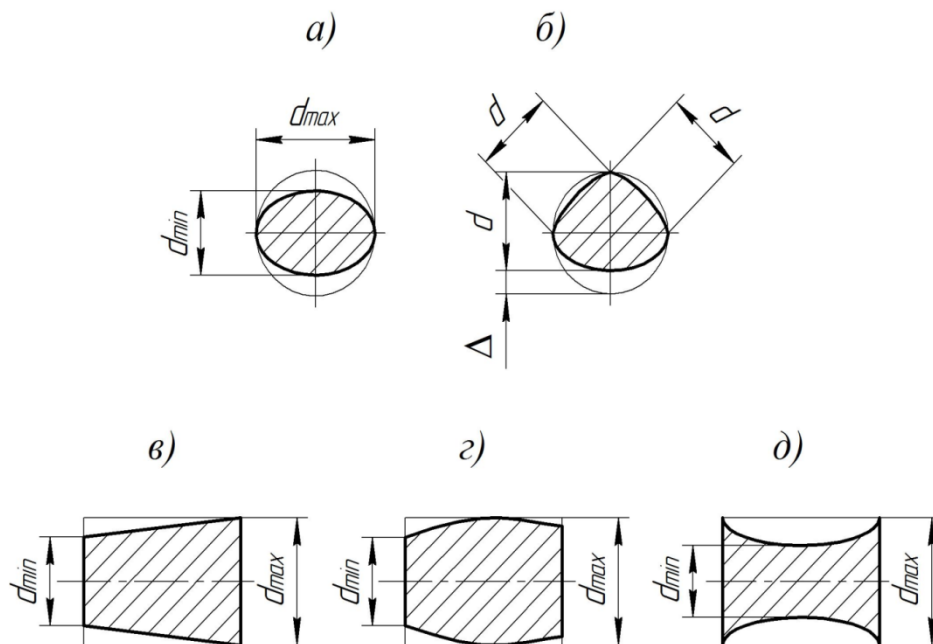 а) б)
dmax d d
dmin d
Δ
в) г) д)
dmin dmax dmin dmax dmin dmax